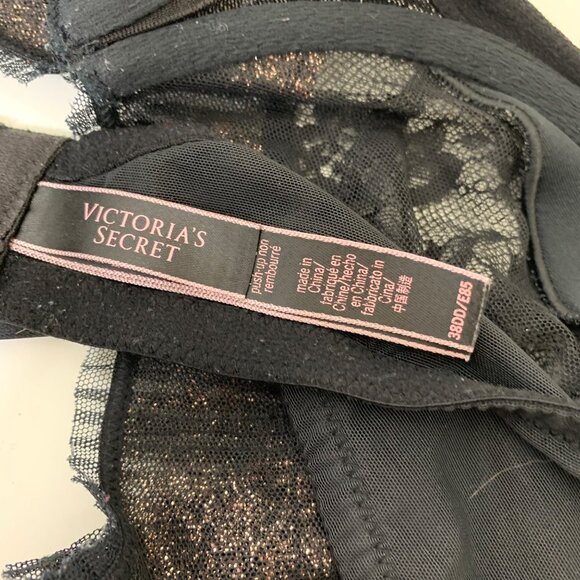 VICTORIA'S
SECRET
push-up non
rembourré
made in
China/
fabriqué en
Chine/hecho
en China/
fabbricato in
Cina/
中国制造
38DD/E85